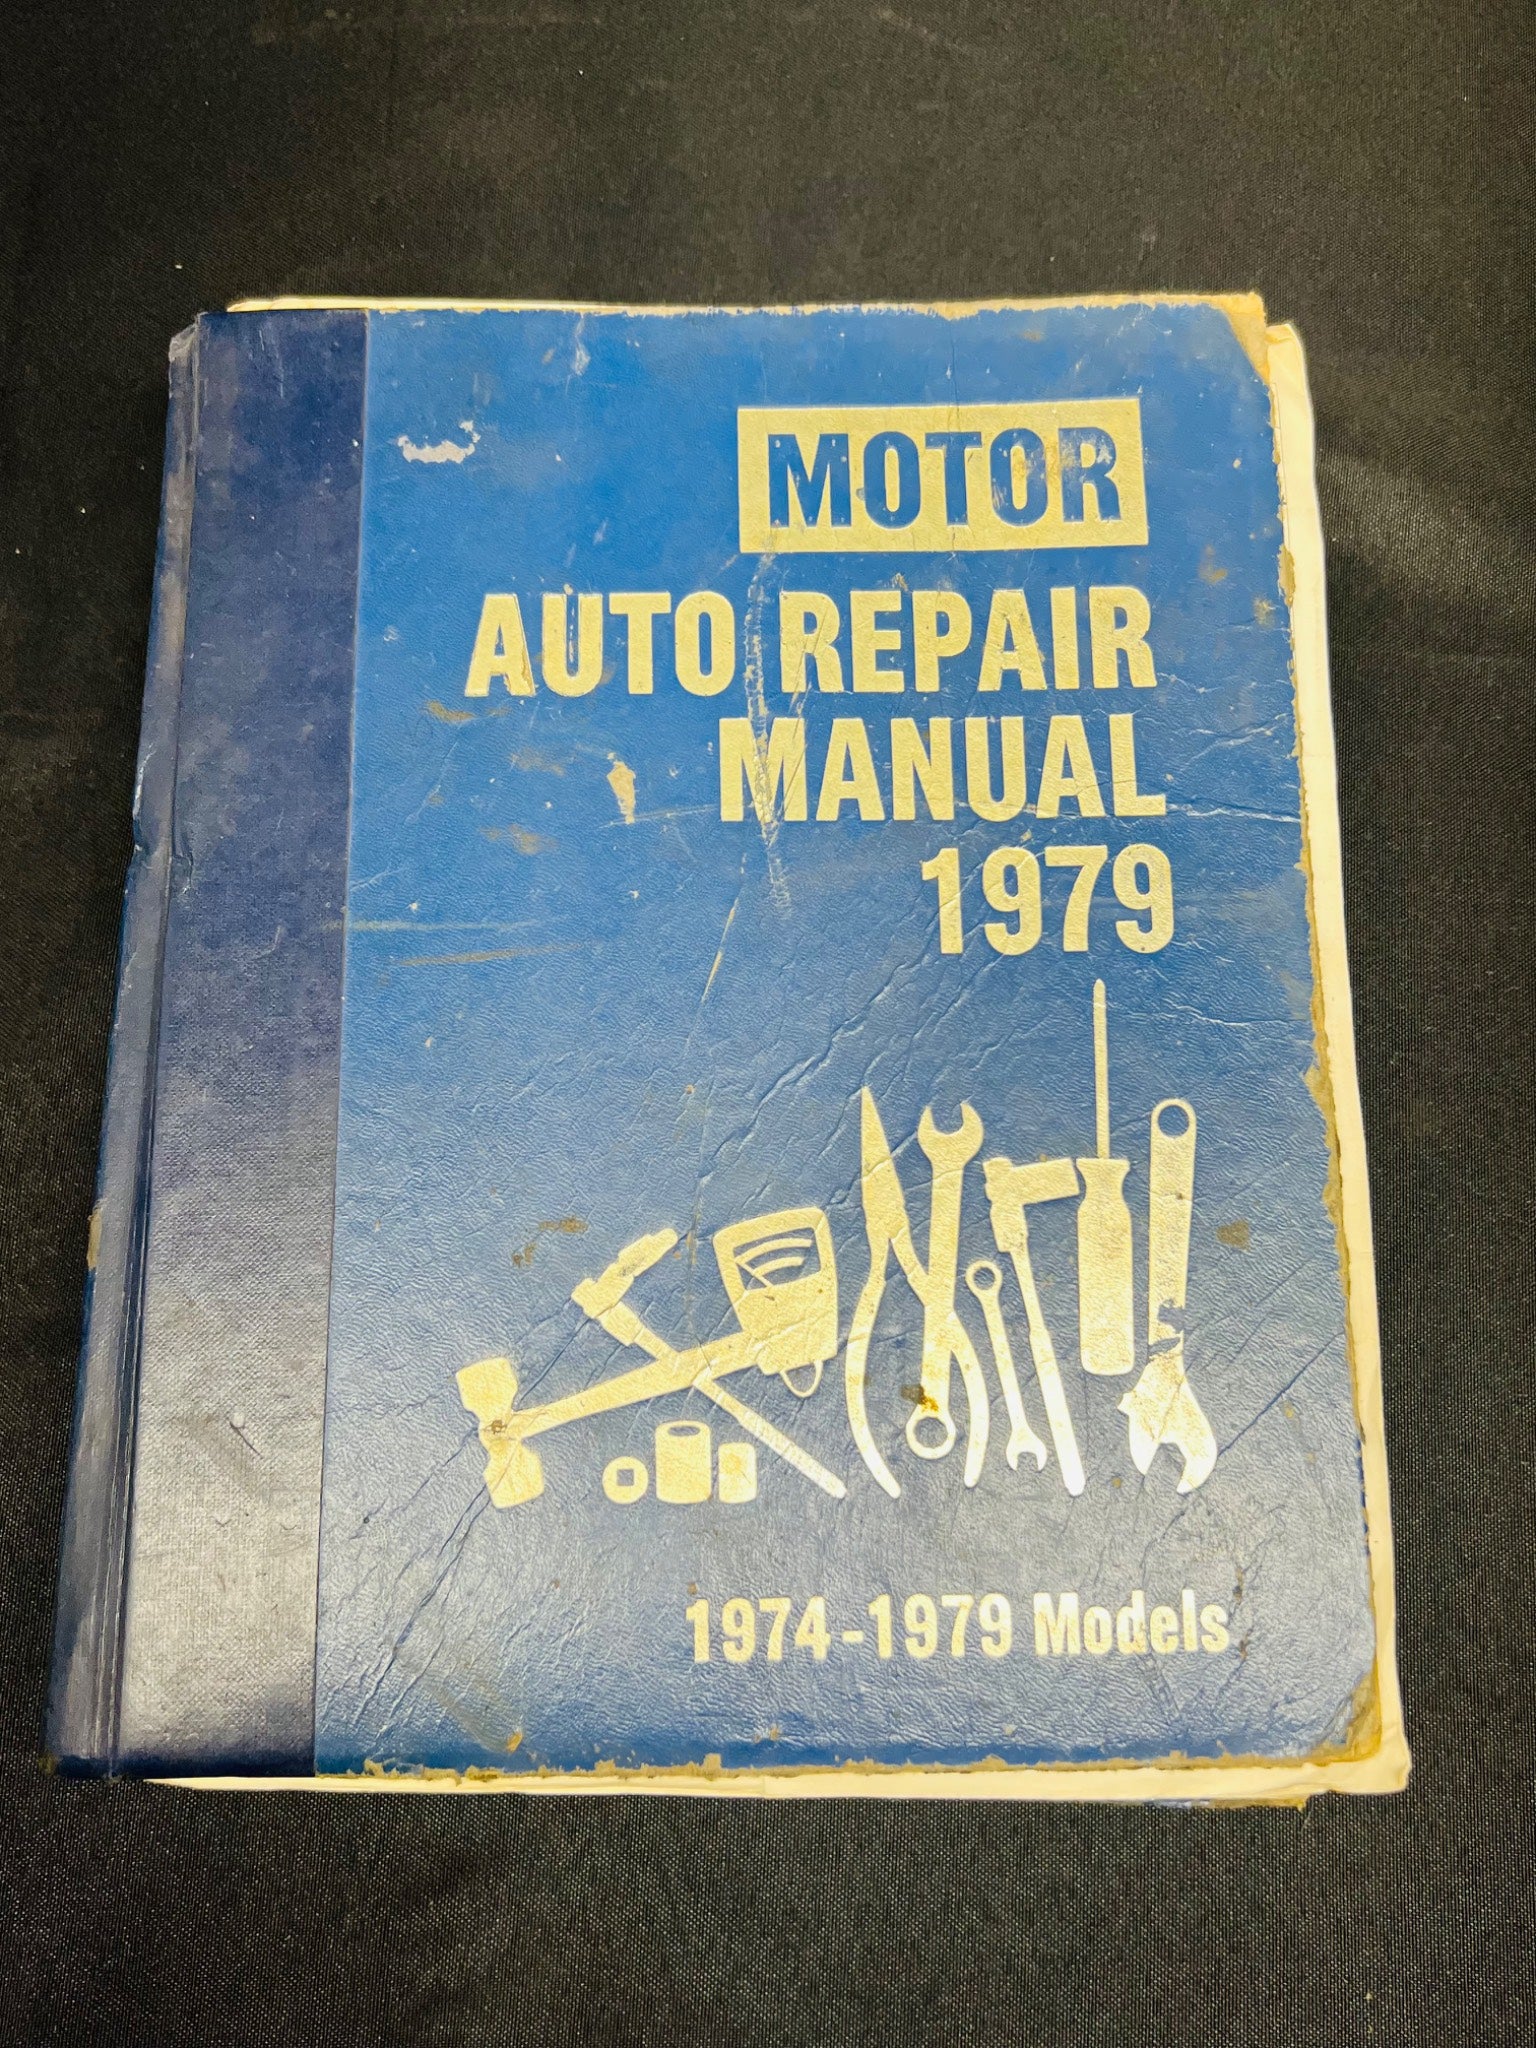 MOTOR
AUTO REPAIR
MANUAL
1979
1974-1979 Models